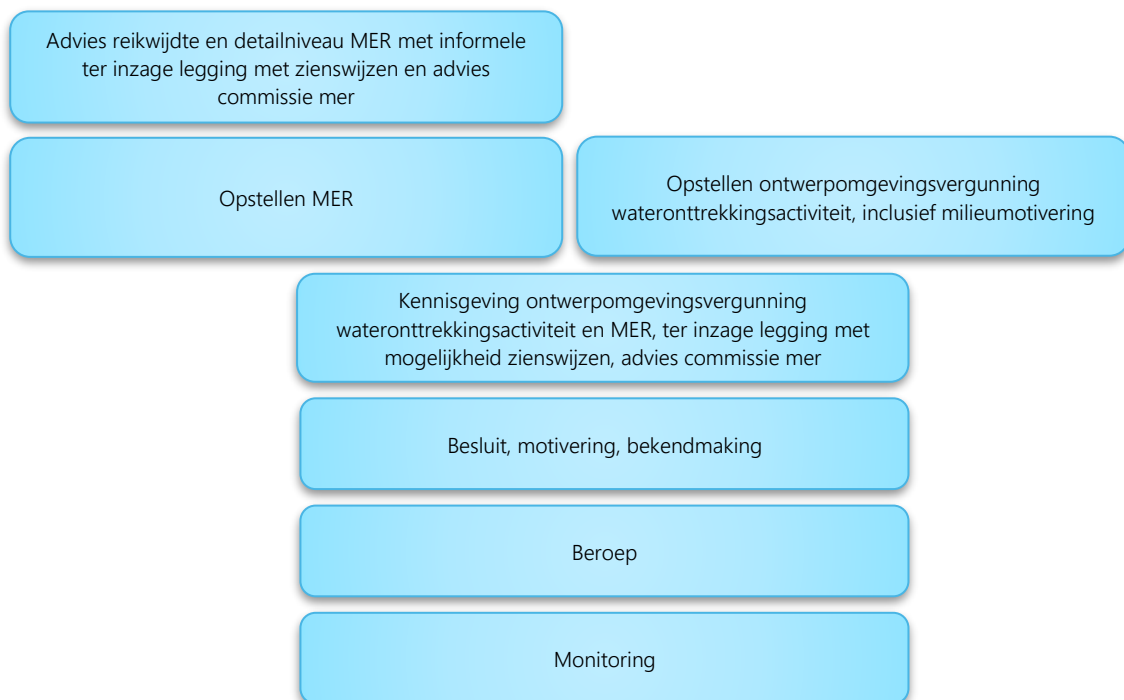 Advies reikwijdte en detailniveau MER met informele
ter inzage legging met zienswijzen en advies
commissie mer
Opstellen MER
Opstellen ontwerpomgevingsvergunning
wateronttrekkingsactiviteit, inclusief milieumotivering
Kennisgeving ontwerpomgevingsvergunning
wateronttrekkingsactiviteit en MER, ter inzage legging met
mogelijkheid zienswijzen, advies commissie mer
Besluit, motivering, bekendmaking
Beroep
Monitoring